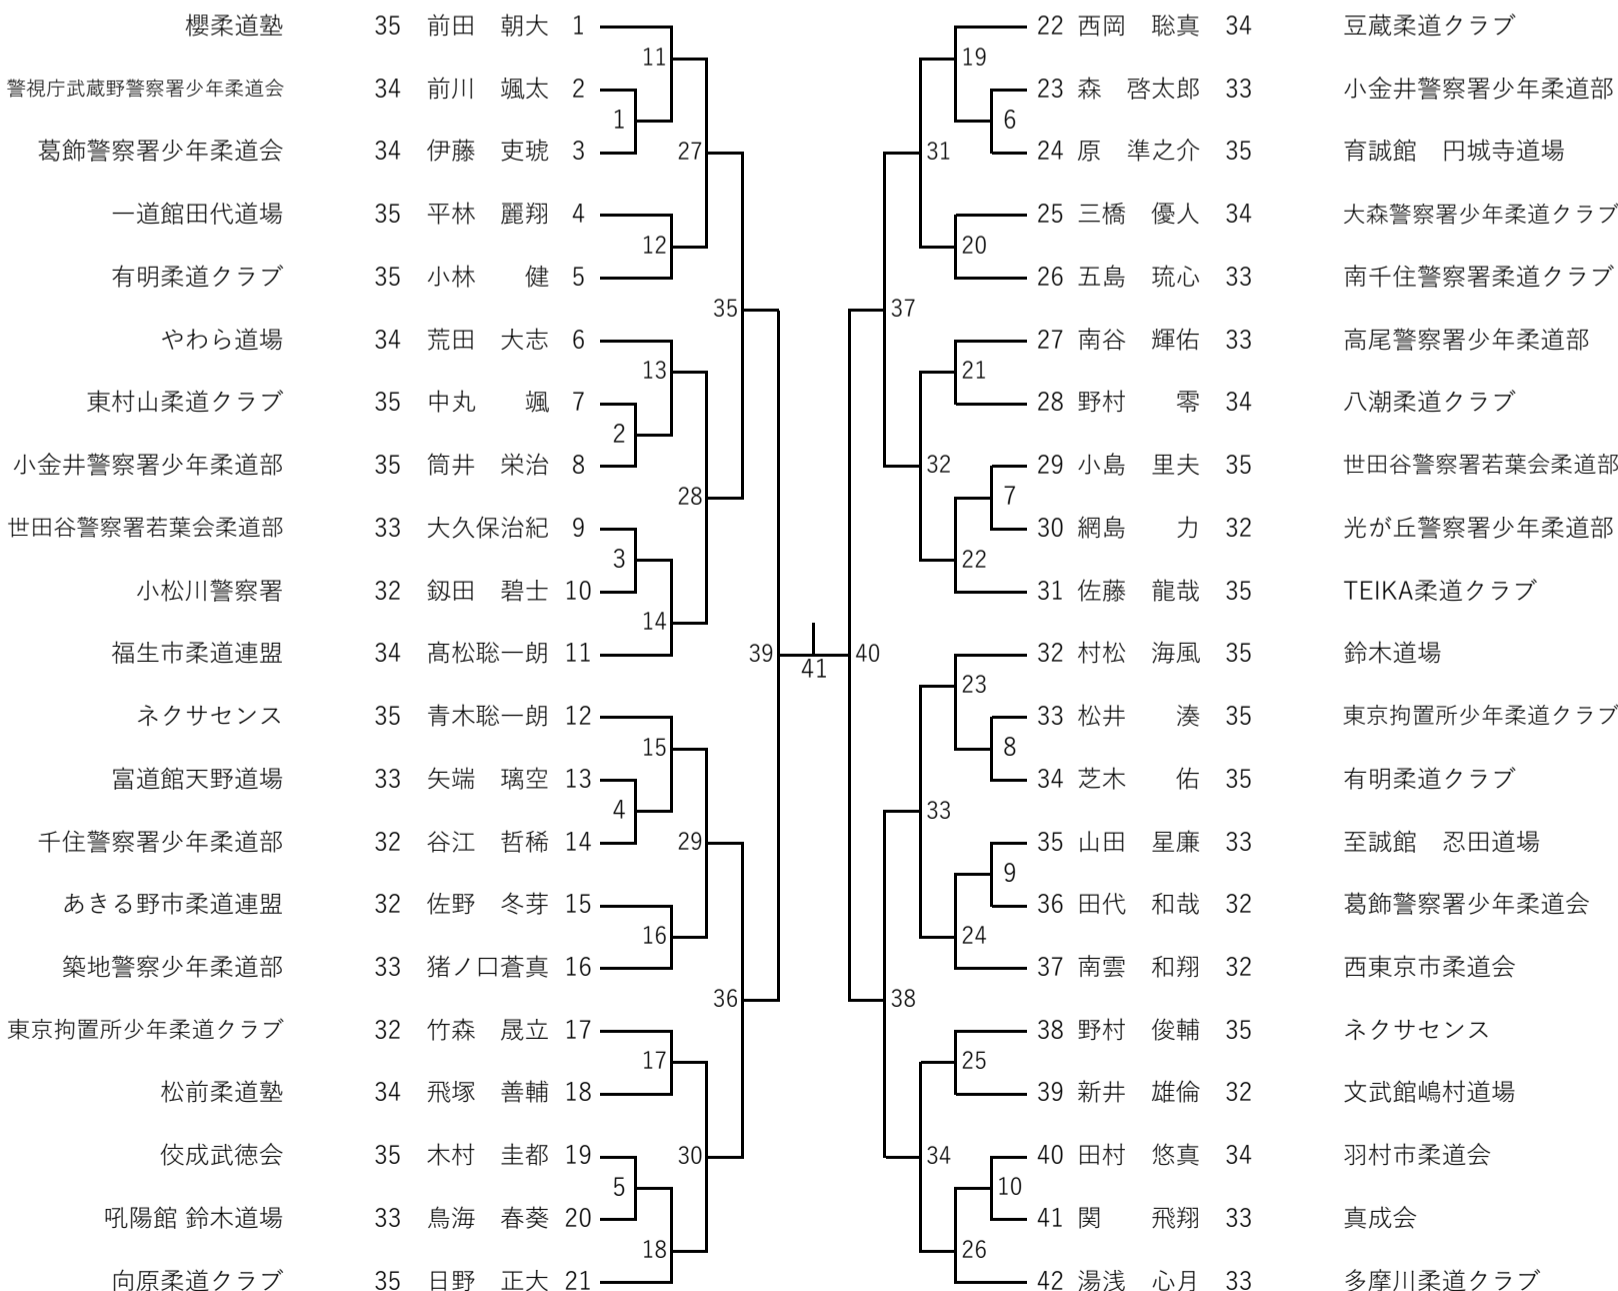 櫻柔道塾 35 前田 朝大 1
11
警視庁武蔵野警察署少年柔道会 34 前川 颯太 2
1
葛飾警察署少年柔道会 34 伊藤 吏琥 3
27
一道館田代道場 35 平林 麗翔 4
12
有明柔道クラブ 35 小林 健 5
35
やわら道場 34 荒田 大志 6
13
東村山柔道クラブ 35 中丸 颯 7
2
小金井警察署少年柔道部 35 筒井 栄治 8
28
世田谷警察署若葉会柔道部 33 大久保治紀 9
3
小松川警察署 32 釼田 碧士 10
14
福生市柔道連盟 34 髙松聡一朗 11
39
ネクサセンス 35 青木聡一朗 12
15
富道館天野道場 33 矢端 璃空 13
4
千住警察署少年柔道部 32 谷江 哲稀 14
29
あきる野市柔道連盟 32 佐野 冬芽 15
16
築地警察少年柔道部 33 猪ノ口蒼真 16
36
東京拘置所少年柔道クラブ 32 竹森 晟立 17
17
松前柔道塾 34 飛塚 善輔 18
佼成武徳会 35 木村 圭都 19
30
5
吼陽館 鈴木道場 33 鳥海 春葵 20
18
向原柔道クラブ 35 日野 正大 21
41
22 西岡 聡真 34 豆蔵柔道クラブ
19
23 森 啓太郎 33 小金井警察署少年柔道部
6
24 原 準之介 35 育誠館 円城寺道場
31
25 三橋 優人 34 大森警察署少年柔道クラブ
20
26 五島 琉心 33 南千住警察署柔道クラブ
37
27 南谷 輝佑 33 高尾警察署少年柔道部
21
28 野村 零 34 八潮柔道クラブ
32
29 小島 里夫 35 世田谷警察署若葉会柔道部
7
30 網島 力 32 光が丘警察署少年柔道部
22
31 佐藤 龍哉 35 TEIKA柔道クラブ
40
32 村松 海風 35 鈴木道場
23
33 松井 湊 35 東京拘置所少年柔道クラブ
8
34 芝木 佑 35 有明柔道クラブ
33
35 山田 星廉 33 至誠館 忍田道場
9
36 田代 和哉 32 葛飾警察署少年柔道会
24
37 南雲 和翔 32 西東京市柔道会
38
38 野村 俊輔 35 ネクサセンス
25
39 新井 雄倫 32 文武館嶋村道場
34
40 田村 悠真 34 羽村市柔道会
10
41 関 飛翔 33 真成会
26
42 湯浅 心月 33 多摩川柔道クラブ